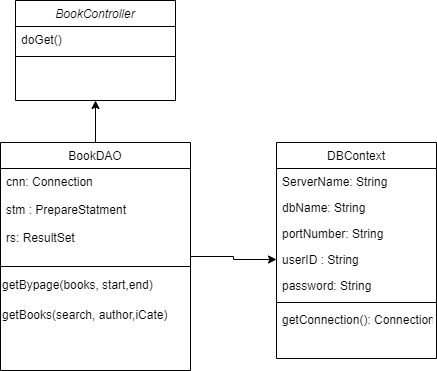 BookController
doGet()
BookDAO
cnn: Connection
stm : PrepareStatment
rs: ResultSet
getBypage(books, start,end)
getBooks(search, author,iCate)
DBContext
ServerName: String
dbName: String
portNumber: String
userID : String
password: String
getConnection(): Connection